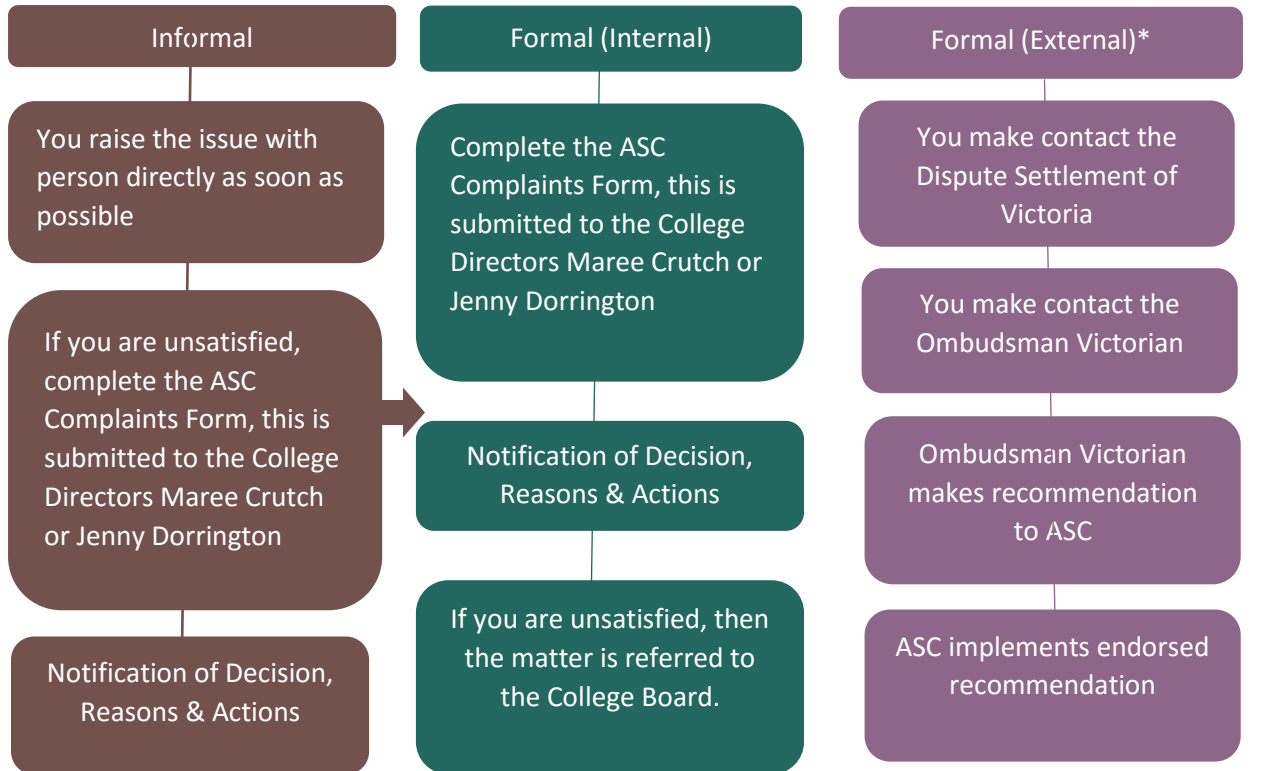 Informal
You raise the issue with
person directly as soon as
possible
If you are unsatisfied,
complete the ASC
Complaints Form, this is
submitted to the College
Directors Maree Crutch
or Jenny Dorrington
Notification of Decision,
Reasons & Actions
Formal (Internal)
Complete the ASC
Complaints Form, this is
submitted to the College
Directors Maree Crutch or
Jenny Dorrington
Notification of Decision,
Reasons & Actions
If you are unsatisfied, then
the matter is referred to
the College Board.
Formal (External)*
You make contact the
Dispute Settlement of
Victoria
You make contact the
Ombudsman Victorian
Ombudsman Victorian
makes recommendation
to ASC
ASC implements endorsed
recommendation